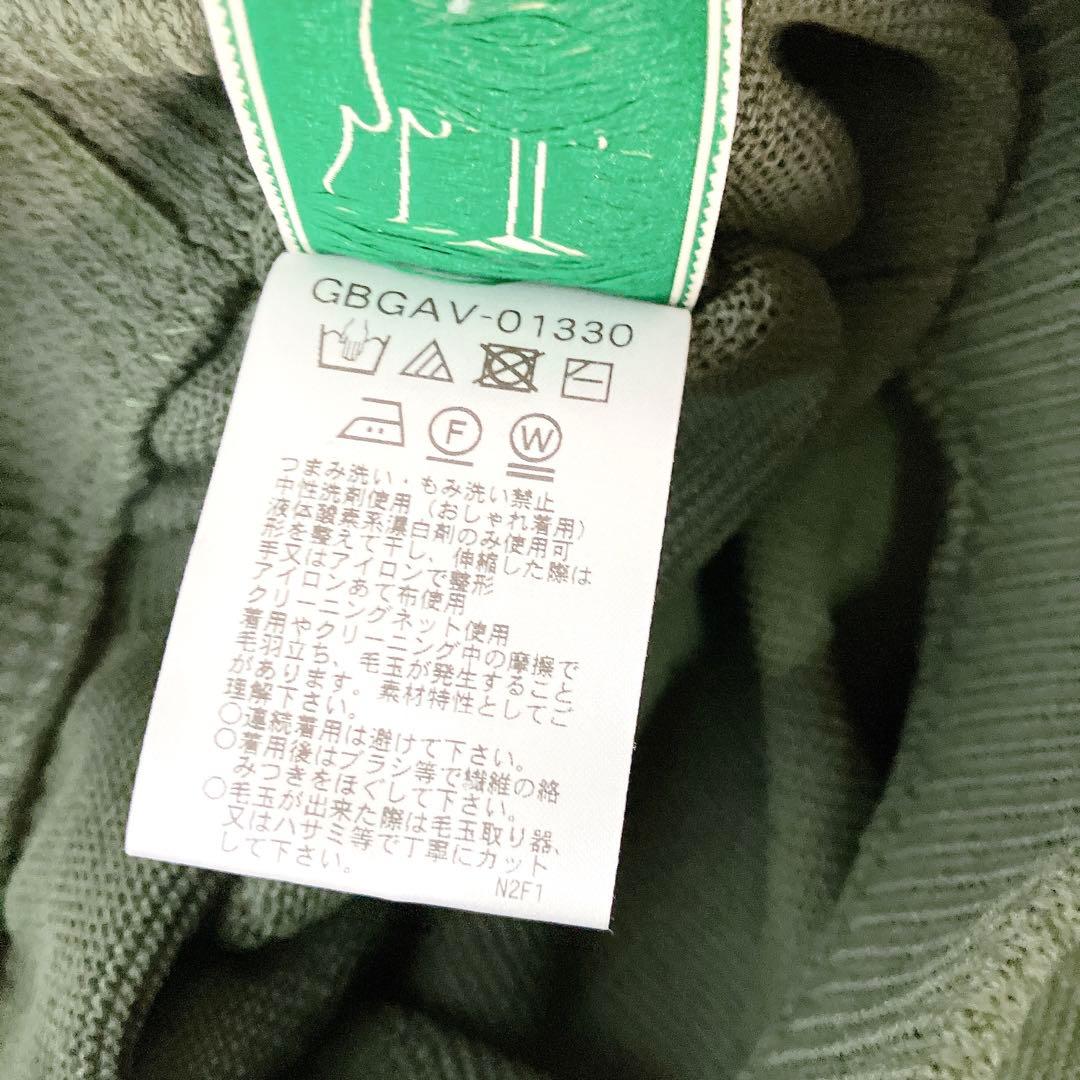 GBGAV-01330
F W
つまみ洗い・もみ洗い禁止
中性洗剤使用(おしゃれ着用)
液体酸素系漂白剤のみ使用可
形を整えて干し、伸縮した際は
手又はアイロンで整形
アイロンあて布使用
クリーニングネット使用
着用やクリーニング中の摩擦で
毛羽立ち、毛玉が発生すること
があります。素材特性としてご
理解下さい。
○連続着用は避けて下さい。
○着用後はブラシ等で繊維の絡
みつきをほぐして下さい。
○毛玉が出来た際は毛玉取り器、
又はハサミ等で丁寧にカット
して下さい。
N2F1